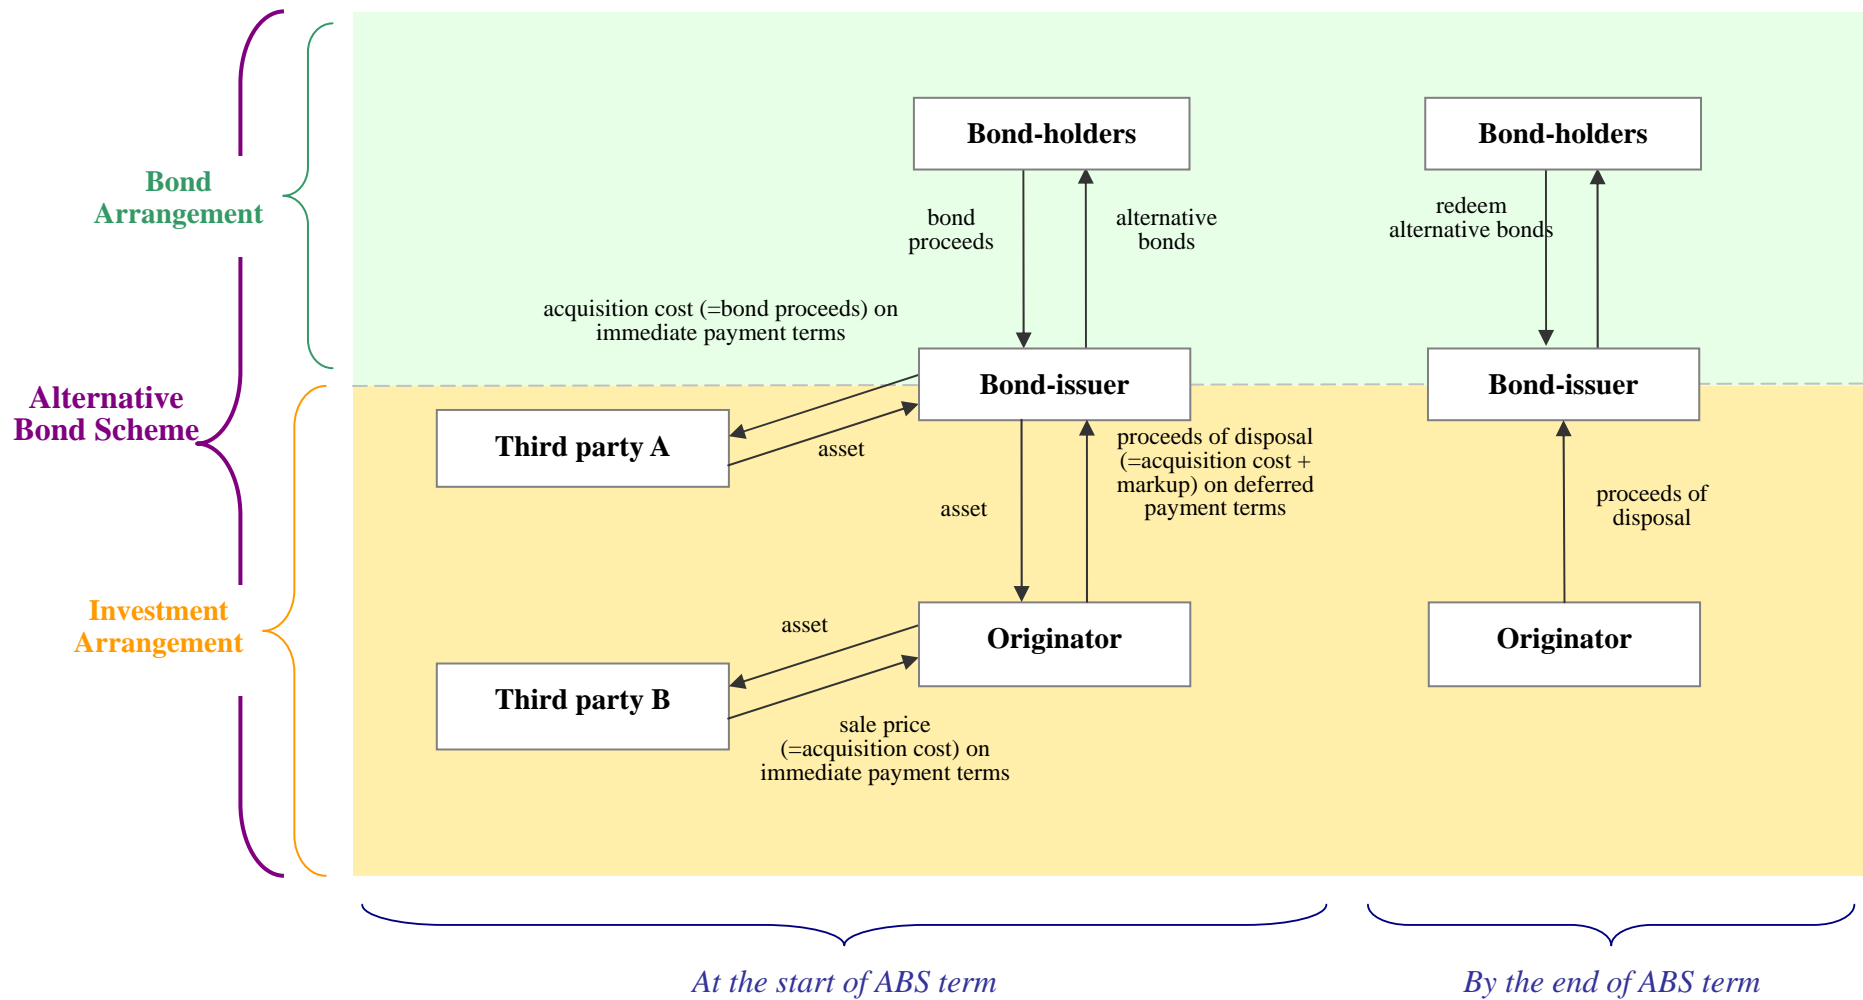 Bond-holders
Bond-holders
Bond
Arrangement
bond
proceeds
alternative
bonds
redeem
alternative bonds
acquisition cost (=bond proceeds) on
immediate payment terms
Bond-issuer
Bond-issuer
Alternative
Bond Scheme
Third party A
asset
proceeds of disposal
(=acquisition cost +
markup) on deferred
payment terms
asset
proceeds of
disposal
Investment
Arrangement
asset
Originator
Originator
Third party B
sale price
(=acquisition cost) on
immediate payment terms
At the start of ABS term
By the end of ABS term